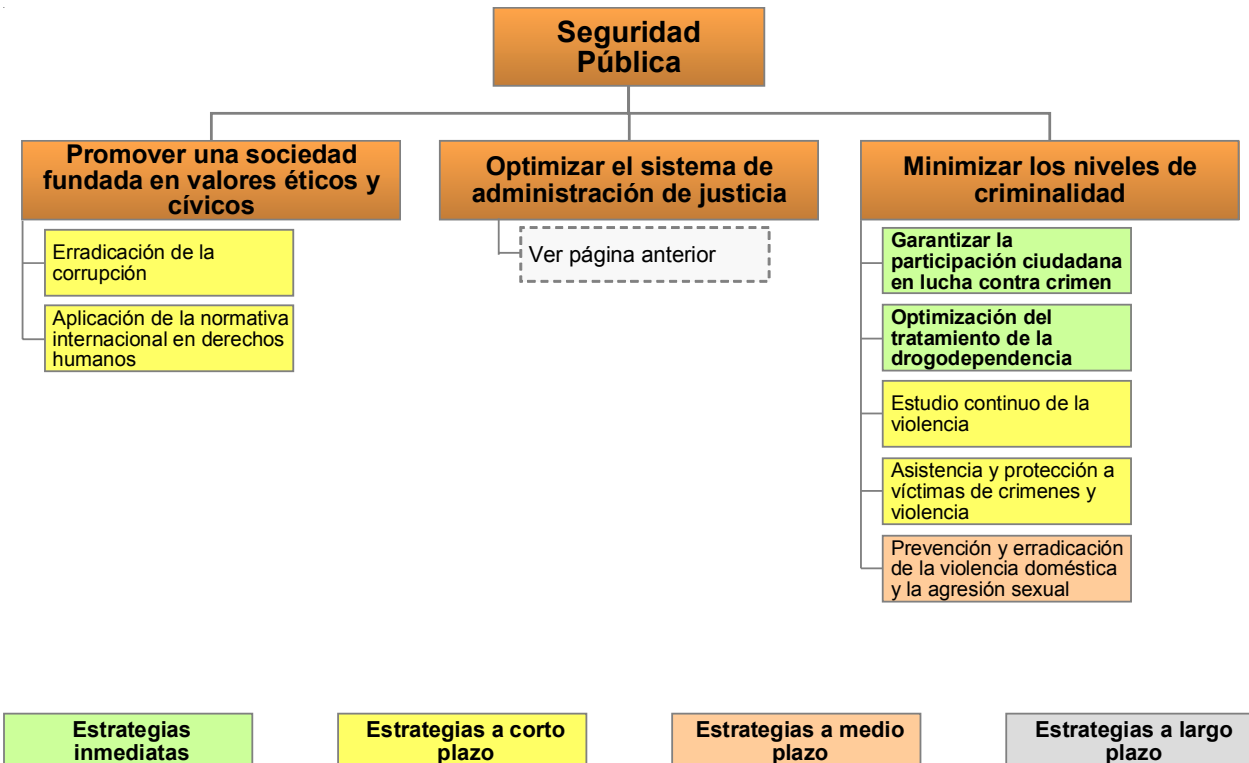 Seguridad
Pública
Promover una sociedad
fundada en valores éticos y
cívicos
Optimizar el sistema de
administración de justicia
Minimizar los niveles de
criminalidad
Erradicación de la
corrupción
Aplicación de la normativa
internacional en derechos
humanos
Ver página anterior
Garantizar la
participación ciudadana
en lucha contra crimen
Optimización del
tratamiento de la
drogodependencia
Estudio continuo de la
violencia
Asistencia y protección a
víctimas de crimenes y
violencia
Prevención y erradicación
de la violencia doméstica
y la agresión sexual
Estrategias
inmediatas
Estrategias a corto
plazo
Estrategias a medio
plazo
Estrategias a largo
plazo